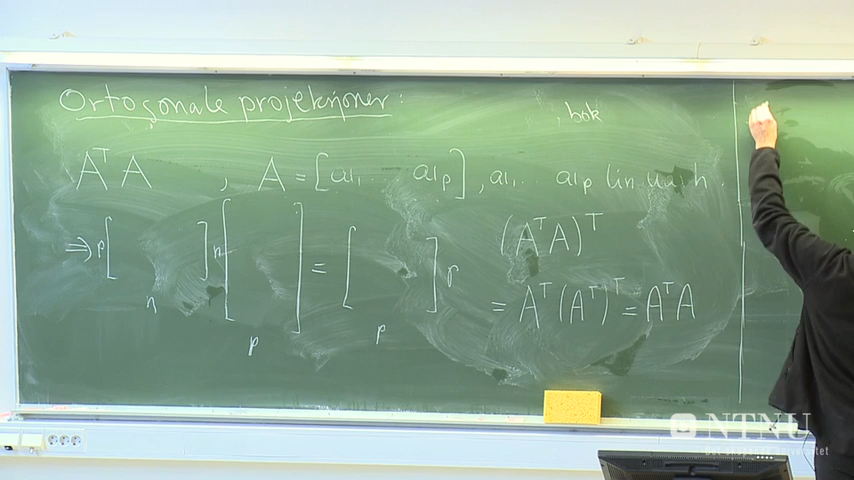 Ortogonale projeksjoner:
, bok
AᵀA , A = [a₁, ... aₚ], a₁ ... aₚ lin. uavh.
⇒ p[ n ] n[ p ] = [ p ] p
(AᵀA)ᵀ
= Aᵀ(Aᵀ)ᵀ = AᵀA
NTNU